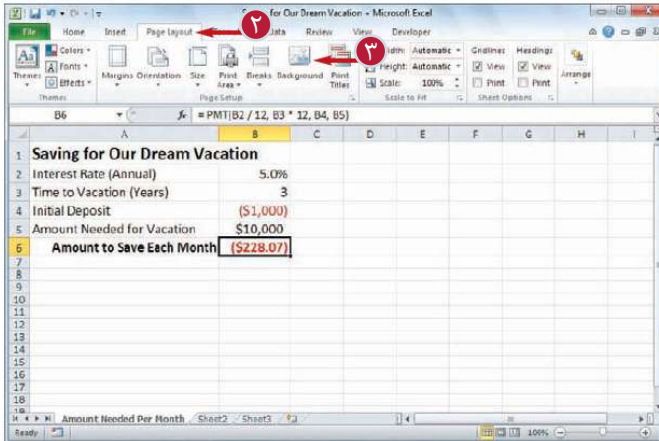 for Our Dream Vacation - Microsoft Excel
File Home Insert Page Layout Data Review View Developer
۲
۳
Themes Colors Fonts Effects Margins Orientation Size Print Area Breaks Background Print Titles Width: Automatic Height: Automatic Scale: 100% Gridlines View Print Headings View Print Arrange
Themes Page Setup Scale to Fit Sheet Options
B6 fx =PMT(B2 / 12, B3 * 12, B4, B5)
A B C D E F G H I
1 Saving for Our Dream Vacation
2 Interest Rate (Annual) 5.0%
3 Time to Vacation (Years) 3
4 Initial Deposit ($1,000)
5 Amount Needed for Vacation $10,000
6 Amount to Save Each Month ($228.07)
7
8
9
10
11
12
13
14
15
16
17
18
Amount Needed Per Month Sheet2 Sheet3
Ready 100%